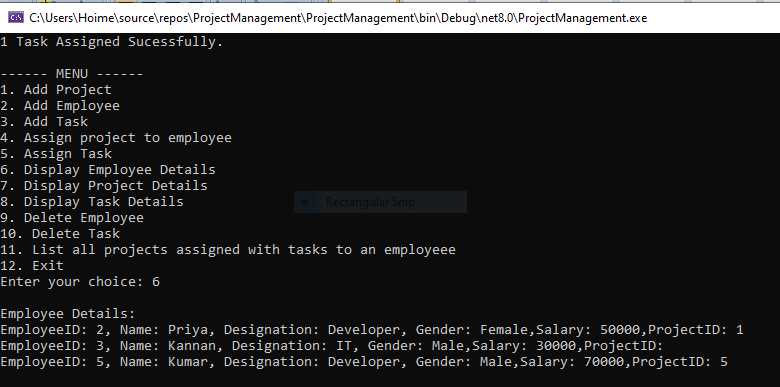 C:\Users\Hoime\source\repos\ProjectManagement\ProjectManagement\bin\Debug\net8.0\ProjectManagement.exe
1 Task Assigned Sucessfully.
------ MENU ------
1. Add Project
2. Add Employee
3. Add Task
4. Assign project to employee
5. Assign Task
6. Display Employee Details
7. Display Project Details
8. Display Task Details
Rectangular Snip
9. Delete Employee
10. Delete Task
11. List all projects assigned with tasks to an employeee
12. Exit
Enter your choice: 6
Employee Details:
EmployeeID: 2, Name: Priya, Designation: Developer, Gender: Female,Salary: 50000,ProjectID: 1
EmployeeID: 3, Name: Kannan, Designation: IT, Gender: Male,Salary: 30000,ProjectID:
EmployeeID: 5, Name: Kumar, Designation: Developer, Gender: Male,Salary: 70000,ProjectID: 5